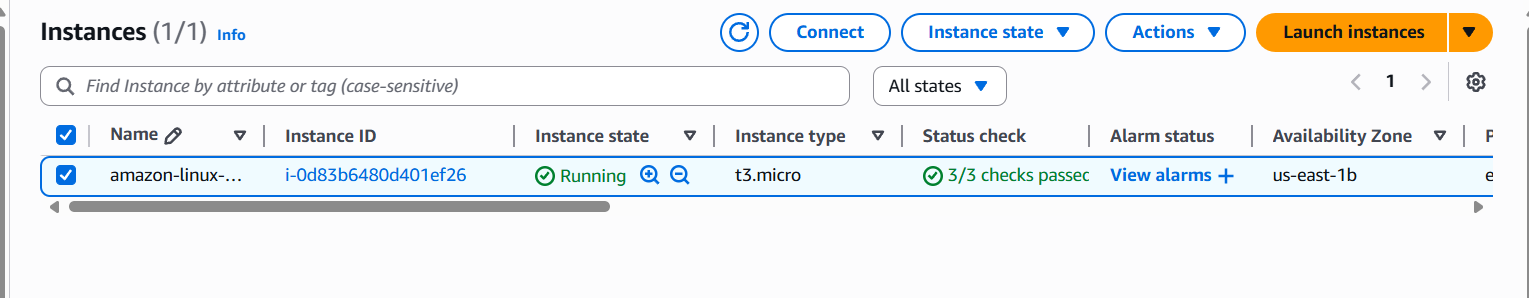 Instances (1/1) Info Connect Instance state Actions Launch instances
Find Instance by attribute or tag (case-sensitive) All states 1
Name Instance ID Instance state Instance type Status check Alarm status Availability Zone P
amazon-linux-... i-0d83b6480d401ef26 Running t3.micro 3/3 checks passed View alarms + us-east-1b e